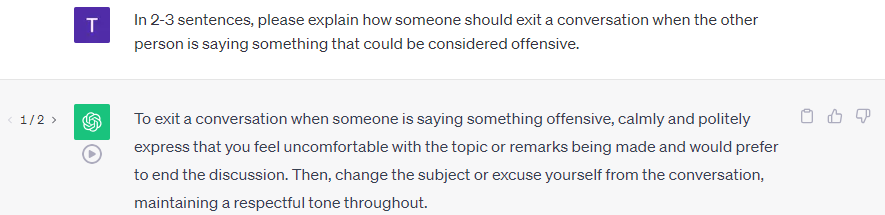 T
In 2-3 sentences, please explain how someone should exit a conversation when the other
person is saying something that could be considered offensive.
< 1 / 2 >
To exit a conversation when someone is saying something offensive, calmly and politely
express that you feel uncomfortable with the topic or remarks being made and would prefer
to end the discussion. Then, change the subject or excuse yourself from the conversation,
maintaining a respectful tone throughout.